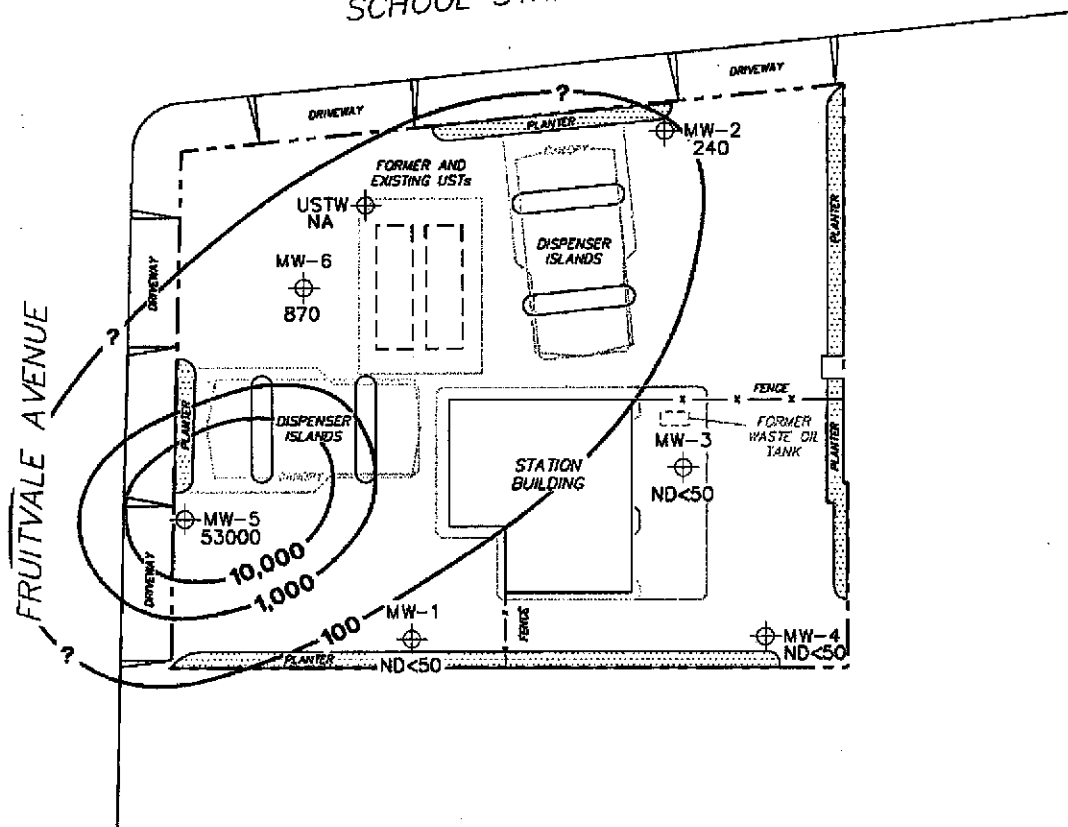 SCHOOL
DRIVEWAY
DRIVEWAY
?
PLANTER
MW-2
240
CANOPY
FORMER AND
EXISTING USTs
USTW
NA
DISPENSER
ISLANDS
PLANTER
MW-6
870
DRIVEWAY
FRUITVALE AVENUE
?
PLANTER
DISPENSER
ISLANDS
CANOPY
FENCE
x x x
FORMER
WASTE OIL
TANK
PLANTER
MW-3
ND<50
STATION
BUILDING
MW-5
53000
DRIVEWAY
10,000
1,000
100
MW-1
ND<50
FENCE
MW-4
ND<50
PLANTER
?